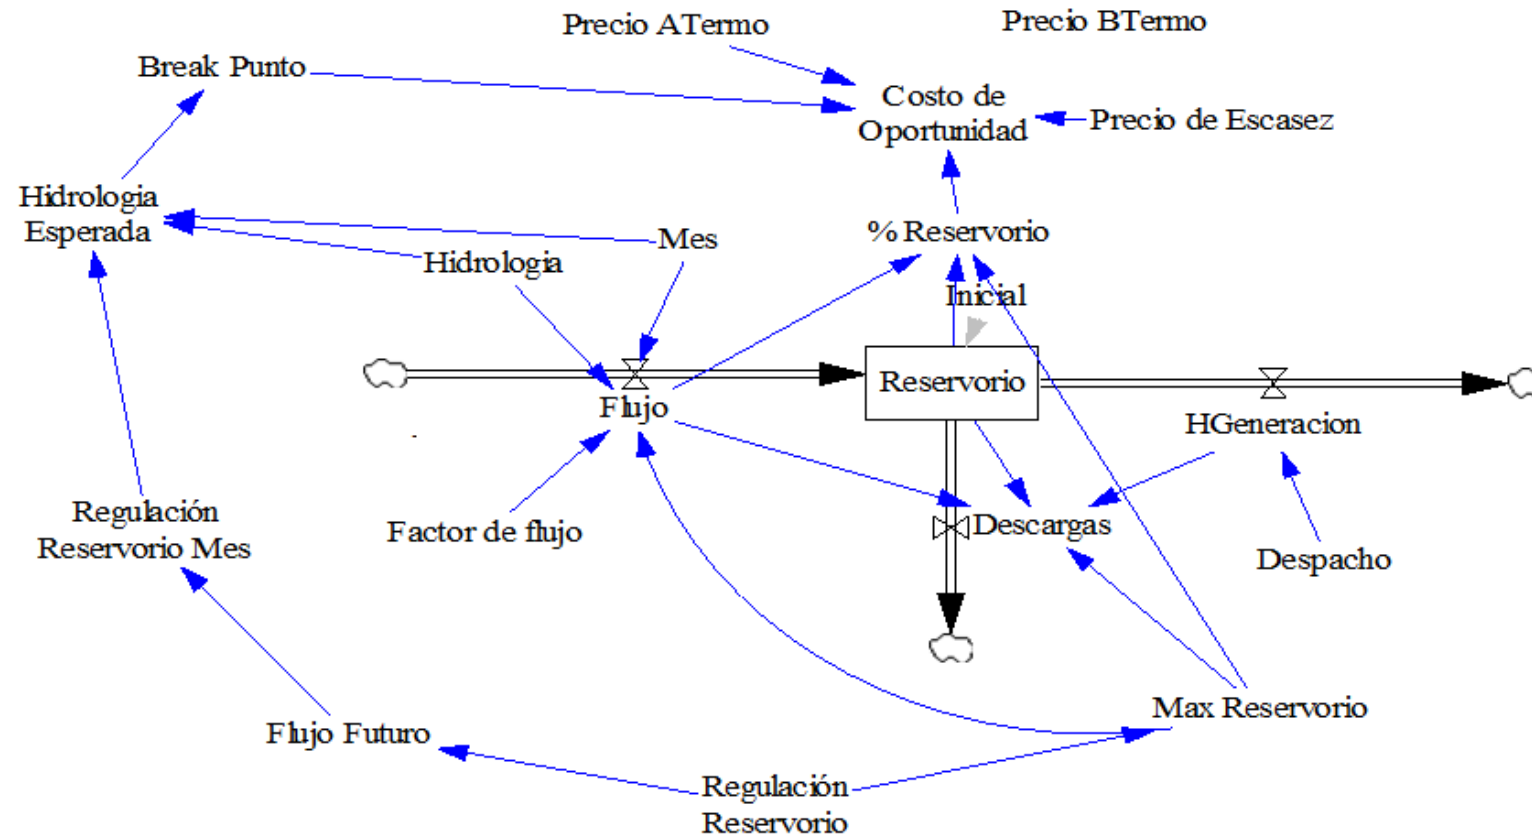 Precio ATermo
Precio BTermo
Break Punto
Costo de
Oportunidad
Precio de Escasez
Hidrologia
Esperada
% Reservorio
Mes
Hidrologia
Inicial
Reservorio
Flujo
HGeneracion
Regulación
Reservorio Mes
Factor de flujo
Descargas
Despacho
Max Reservorio
Flujo Futuro
Regulación
Reservorio